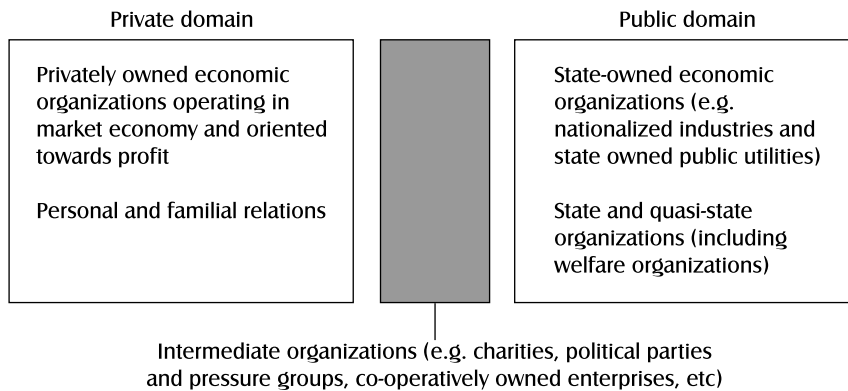 Private domain
Public domain
Privately owned economic
organizations operating in
market economy and oriented
towards profit
Personal and familial relations
State-owned economic
organizations (e.g.
nationalized industries and
state owned public utilities)
State and quasi-state
organizations (including
welfare organizations)
Intermediate organizations (e.g. charities, political parties
and pressure groups, co-operatively owned enterprises, etc)